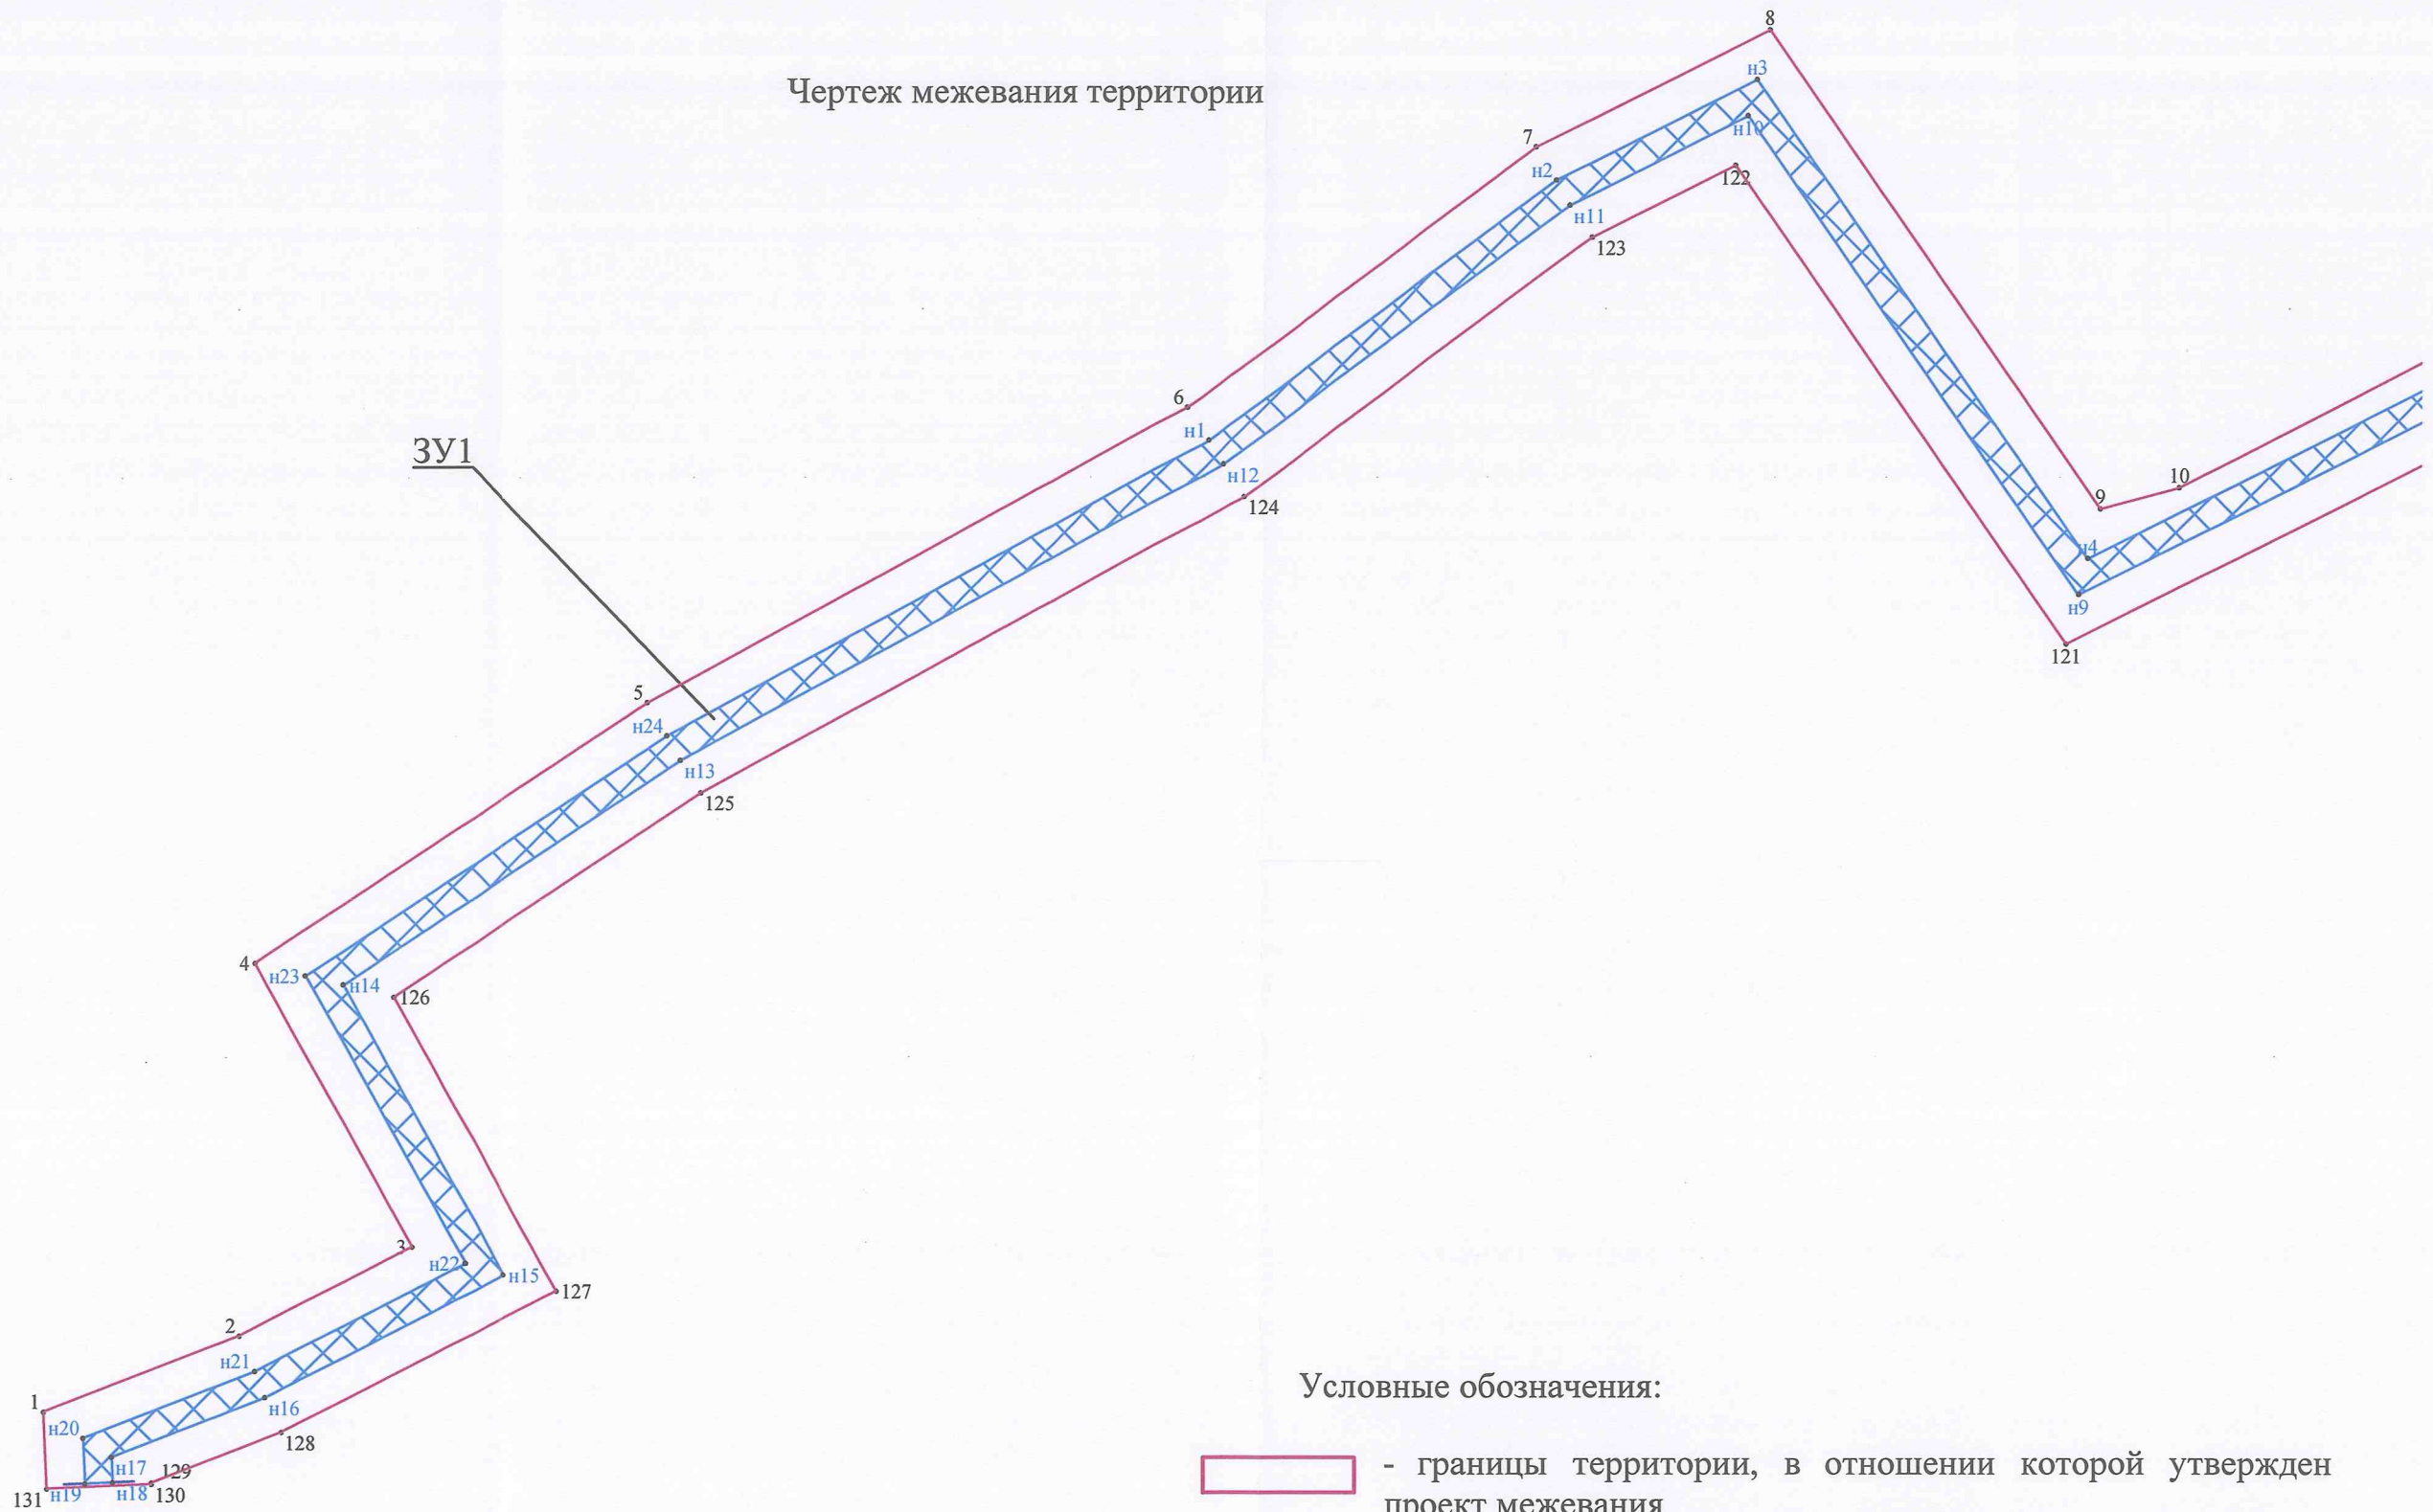 8
Чертеж межевания территории
н3
7
н10
н2
122
н11
123
6
н1
ЗУ1
н12
10
9
124
н4
н9
121
5
н24
н13
125
4
н23
н14
126
3
н22
н15
127
2
н21
Условные обозначения:
1
н16
н20
128
- границы территории, в отношении которой утвержден
н17
129
131
н19
н18
130
проект межевания